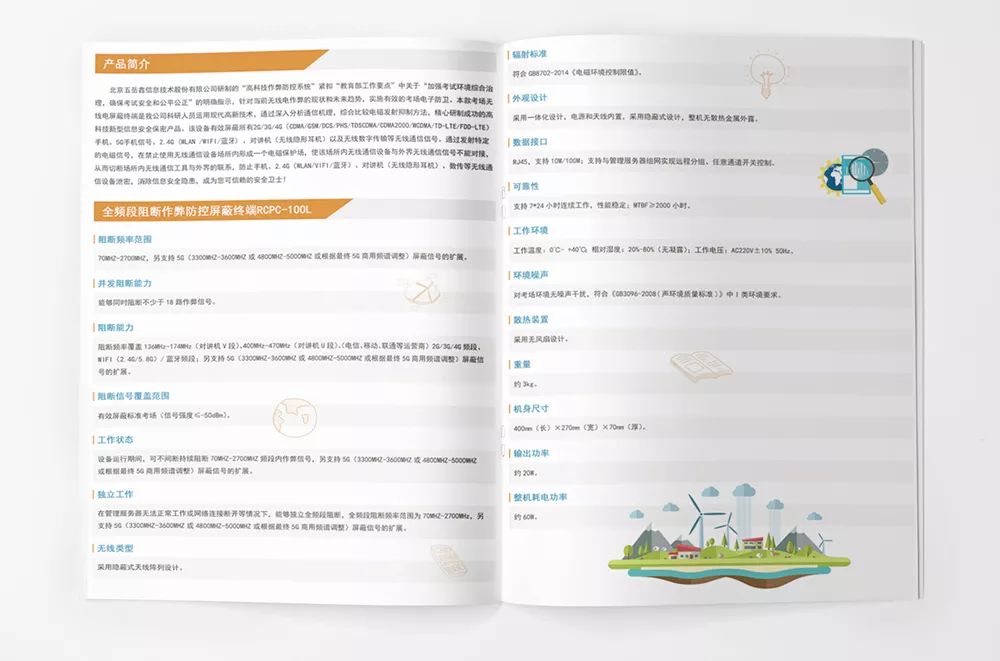 产品简介
北京五岳鑫信息技术股份有限公司研制的“高科技作弊防控系统”紧扣“教育部工作要点”中关于“加强考试环境综合治
理，确保考试安全和公平公正”的明确指示，针对当前无线电作弊的现状和未来趋势，实施有效的考场电子防卫。本款考场无
线电屏蔽终端是我公司科研人员运用现代高新技术，通过深入分析通信机理，综合比较电磁发射抑制方法，精心研制成功的高
科技新型信息安全保密产品。该设备有效屏蔽所有2G/3G/4G（CDMA/GSM/DCS/PHS/TDSCDMA/CDMA2000/WCDMA/TD-LTE/FDD-LTE）
手机、5G手机信号、2.4G（WLAN /WIFI/蓝牙）、对讲机（无线隐形耳机）以及无线数字传输等无线通信信号。通过发射特定
的电磁信号，在禁止使用无线通信设备场所内形成一个电磁保护场，使该场所内无线通信设备与外界无线通信信号不能对接，
从而切断场所内无线通信工具与外界的联系，防止手机、2.4G（WLAN/VIFI/蓝牙）、对讲机（无线隐形耳机）、数传等无线通
信设备泄密，消除信息安全隐患，成为您可信赖的安全卫士！
全频段阻断作弊防控屏蔽终端RCPC-100L
阻断频率范围
70MHZ-2700MHZ，另支持 5G（3300MHZ-3600MHZ 或 4800MHZ-5000MHZ 或根据最终 5G 商用频谱调整）屏蔽信号的扩展。
并发阻断能力
能够同时阻断不少于 18 路作弊信号。
阻断能力
阻断频率覆盖 136MHz-174MHz（对讲机 V 段）、400MHz-470MHz（对讲机 U 段）、（电信、移动、联通等运营商）2G/3G/4G 频段、
WiFi（2.4G/5.8G）/ 蓝牙频段；另支持 5G（3300MHZ-3600MHZ 或 4800MHZ-5000MHZ 或根据最终 5G 商用频谱调整）屏蔽信
号的扩展。
阻断信号覆盖范围
有效屏蔽标准考场（信号强度≤-50dBm）。
工作状态
设备运行期间，可不间断持续阻断 70MHZ-2700MHZ 频段内作弊信号，另支持 5G（3300MHZ-3600MHZ 或 4800MHZ-5000MHZ
或根据最终 5G 商用频谱调整）屏蔽信号的扩展。
独立工作
在管理服务器无法正常工作或网络连接断开等情况下，能够独立全频段阻断，全频段阻断频率范围为 70MHZ-2700MHz，另
支持 5G（3300MHZ-3600MHZ 或 4800MHZ-5000MHZ 或根据最终 5G 商用频谱调整）屏蔽信号的扩展。
天线类型
采用隐蔽式天线阵列设计。
辐射标准
符合 GB8702-2014《电磁环境控制限值》。
外观设计
采用一体化设计，电源和天线内置，采用隐蔽式设计，整机无散热金属外露。
数据接口
RJ45，支持 10M/100M；支持与管理服务器组网实现远程分组、任意通道开关控制。
可靠性
支持 7*24 小时连续工作，性能稳定；MTBF≥2000 小时。
工作环境
工作温度：0℃- +40℃；相对湿度：20%-80%（无凝露）；工作电压：AC220V±10% 50Hz。
环境噪声
对考场环境无噪声干扰，符合《GB3096-2008（声环境质量标准）》中 I 类环境要求。
散热装置
采用无风扇设计。
重量
约 3kg。
机身尺寸
400mm（长）×270mm（宽）×70mm（厚）。
输出功率
约 20W。
整机耗电功率
约 60W。